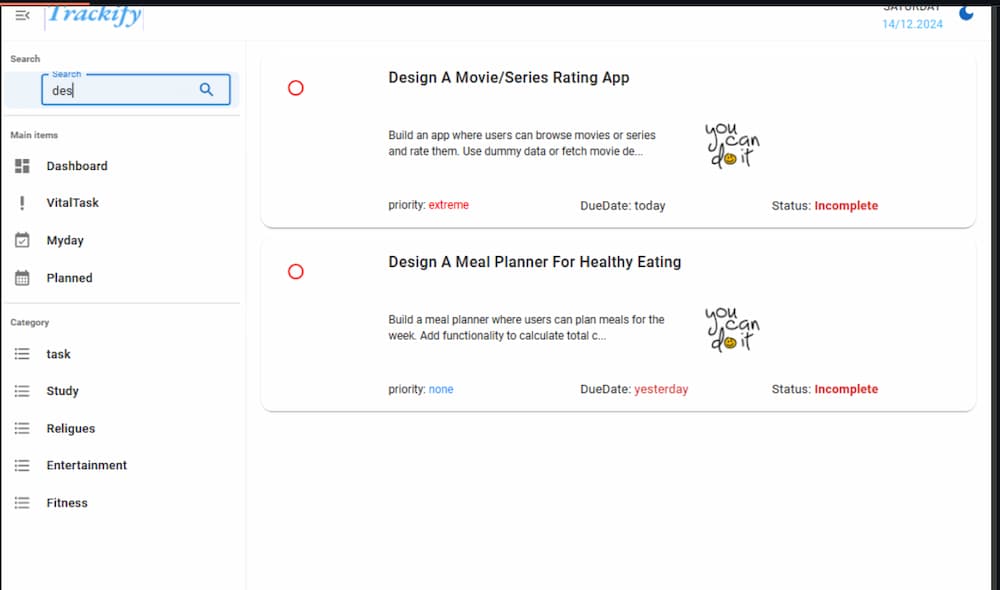 Trackify
SATURDAY
14/12.2024
Search
Search
des
Main items
Dashboard
VitalTask
Myday
Planned
Category
task
Study
Religues
Entertainment
Fitness
Design A Movie/Series Rating App
Build an app where users can browse movies or series
and rate them. Use dummy data or fetch movie de...
you
can
do it
priority: extreme
DueDate: today
Status: Incomplete
Design A Meal Planner For Healthy Eating
Build a meal planner where users can plan meals for the
week. Add functionality to calculate total c...
you
can
do it
priority: none
DueDate: yesterday
Status: Incomplete